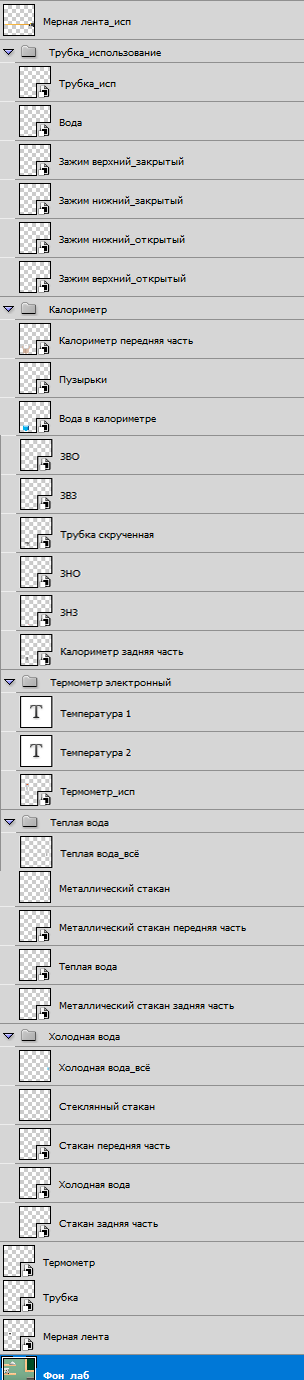 Мерная лента_исп
Трубка_использование
Трубка_исп
Вода
Зажим верхний_закрытый
Зажим нижний_закрытый
Зажим нижний_открытый
Зажим верхний_открытый
Калориметр
Калориметр передняя часть
Пузырьки
Вода в калориметре
ЗВО
ЗВЗ
Трубка скрученная
ЗНО
ЗНЗ
Калориметр задняя часть
Термометр электронный
T Температура 1
T Температура 2
Термометр_исп
Теплая вода
Теплая вода_всё
Металлический стакан
Металлический стакан передняя часть
Теплая вода
Металлический стакан задняя часть
Холодная вода
Холодная вода_всё
Стеклянный стакан
Стакан передняя часть
Холодная вода
Стакан задняя часть
Термометр
Трубка
Мерная лента
Фон_лаб